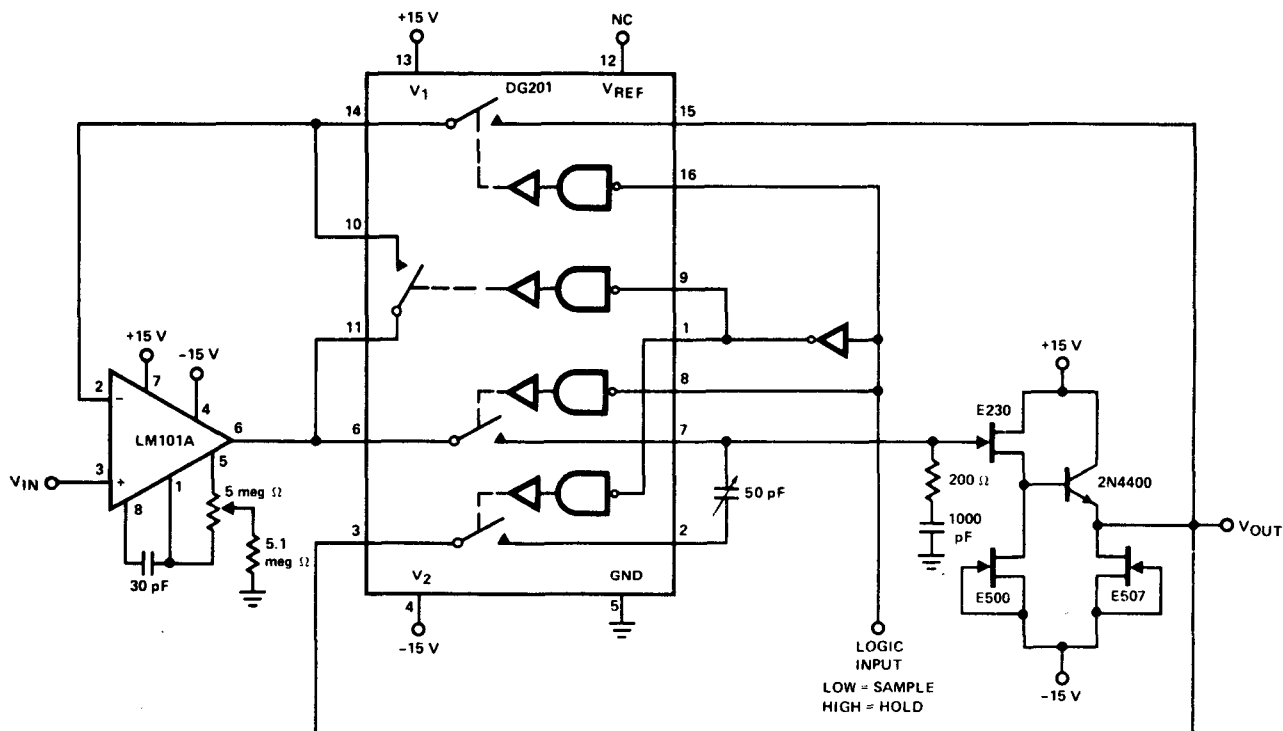 +15 V
NC
13
12
V1
DG201
VREF
14
15
16
10
9
11
1
+15 V
-15 V
7
4
2
-
LM101A
6
3
+
VIN
5
1
8
5 meg Ω
30 pF
5.1
meg Ω
6
8
7
50 pF
3
2
V2
GND
4
5
-15 V
+15 V
E230
200 Ω
2N4400
1000
pF
VOUT
E500
E507
-15 V
LOGIC
INPUT
LOW = SAMPLE
HIGH = HOLD